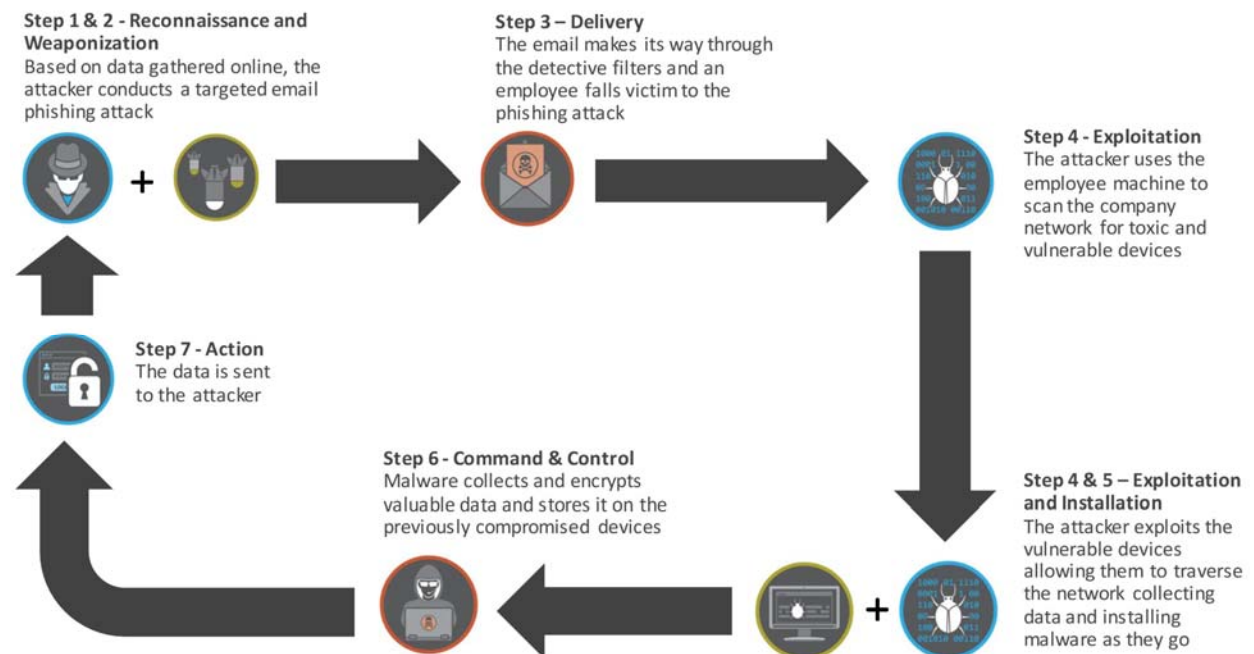 Step 1 & 2 - Reconnaissance and
Weaponization
Based on data gathered online, the
attacker conducts a targeted email
phishing attack
+
Step 3 – Delivery
The email makes its way through
the detective filters and an
employee falls victim to the
phishing attack
Step 4 - Exploitation
The attacker uses the
employee machine to
scan the company
network for toxic and
vulnerable devices
Step 4 & 5 – Exploitation
and Installation
The attacker exploits the
vulnerable devices
allowing them to traverse
the network collecting
data and installing
malware as they go
+
Step 6 - Command & Control
Malware collects and encrypts
valuable data and stores it on the
previously compromised devices
Step 7 - Action
The data is sent
to the attacker